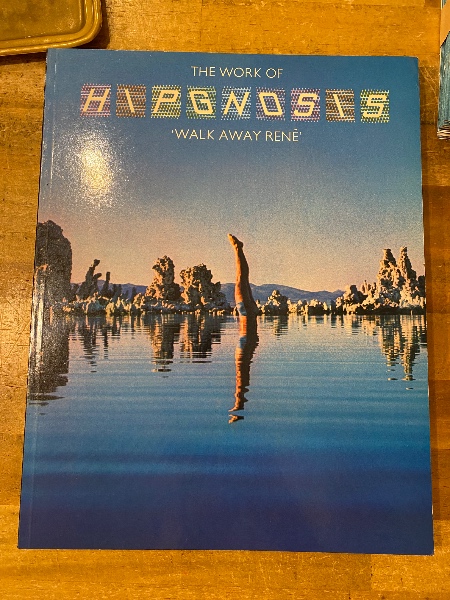 THE WORK OF
HIPGNOSIS
'WALK AWAY RENÉ'